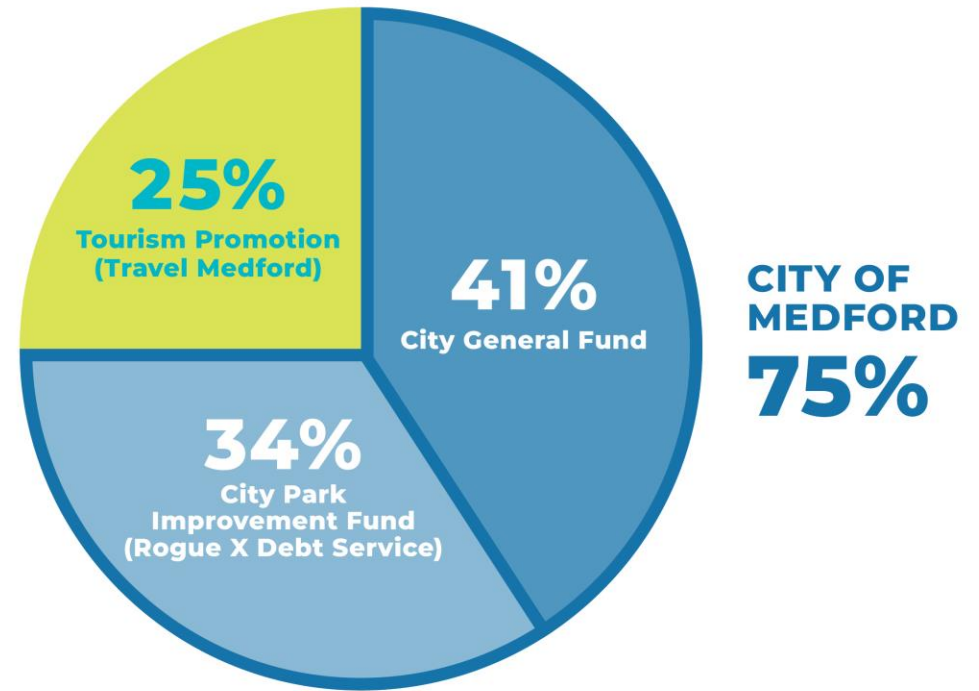 25%
Tourism Promotion
(Travel Medford)
41%
City General Fund
34%
City Park
Improvement Fund
(Rogue X Debt Service)
CITY OF
MEDFORD
75%